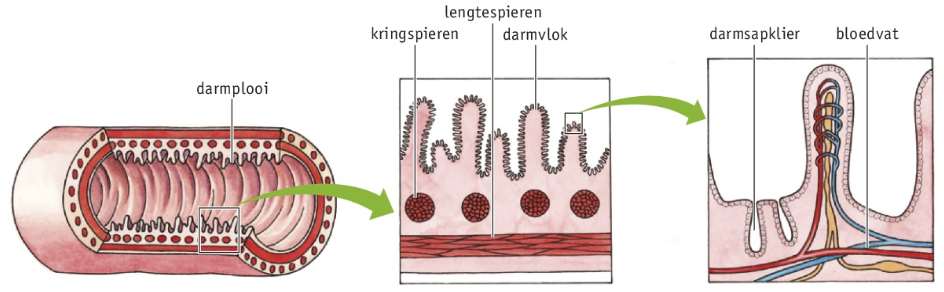 darmplooi
lengtespieren
kringspieren
darmvlok
darmsapklier
bloedvat